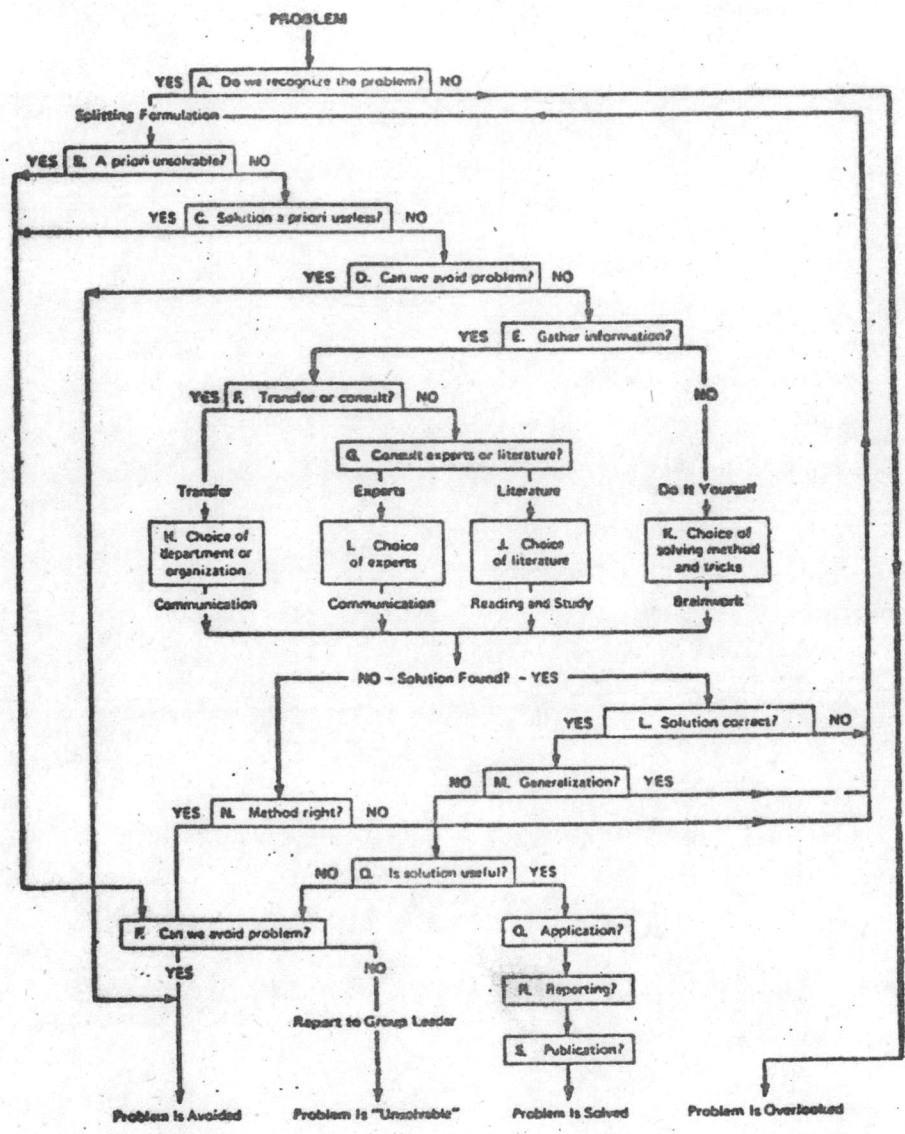 PROBLEM
YES A. Do we recognize the problem? NO
Splitting Formulation
YES B. A priori unsolvable? NO
YES C. Solution a priori useless? NO
YES D. Can we avoid problem? NO
YES E. Gather information? NO
YES F. Transfer or consult? NO
G. Consult experts or literature?
Transfer Experts Literature Do It Yourself
H. Choice of department or organization
I. Choice of experts
J. Choice of literature
K. Choice of solving method and tricks
Communication Communication Reading and Study Brainwork
NO – Solution Found? – YES
YES L. Solution correct? NO
NO M. Generalization? YES
YES N. Method right? NO
NO O. Is solution useful? YES
P. Can we avoid problem?
Q. Application?
YES NO
R. Reporting?
Report to Group Leader
S. Publication?
Problem Is Avoided Problem Is "Unsolvable" Problem Is Solved Problem Is Overlooked